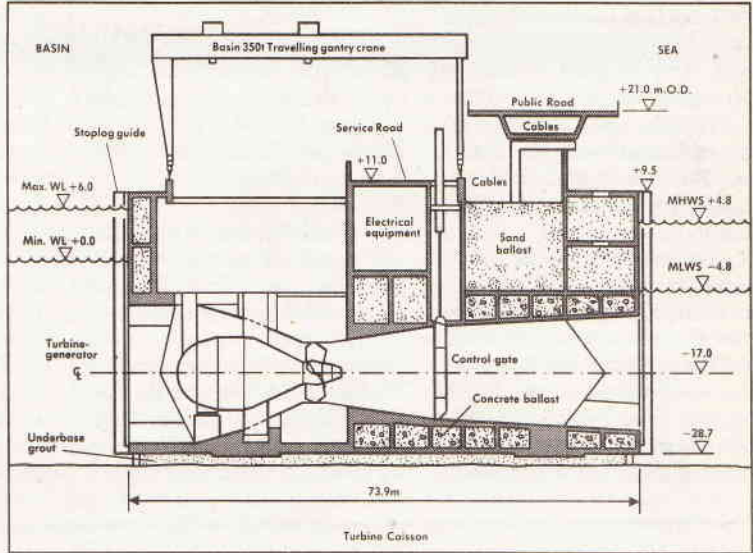 BASIN
Basin 350t Travelling gantry crane
SEA
+21.0 m.O.D.
Public Road
Cables
Stoplog guide
Service Road
+11.0
Cables
+9.5
Max. WL +6.0
MHWS +4.8
Electrical
equipment
Sand
ballast
Min. WL +0.0
MLWS −4.8
Turbine-
generator
℄
Control gate
−17.0
Concrete ballast
Underbase
grout
−28.7
73.9m
Turbine Caisson